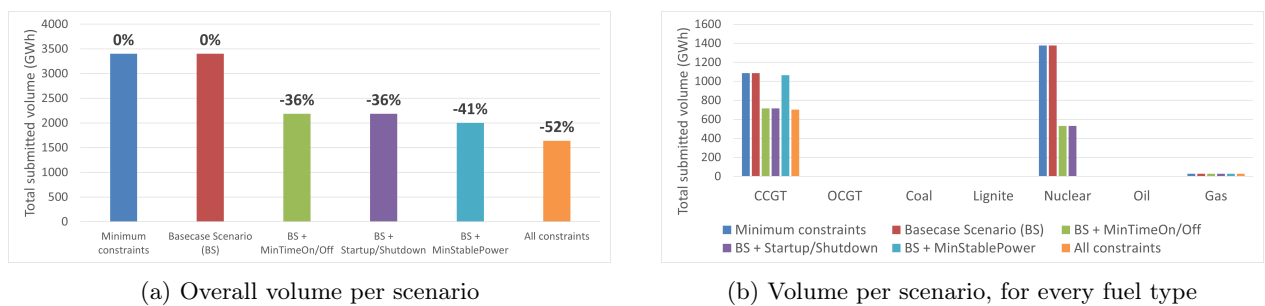 Total submitted volume (GWh)
4000
3500
3000
2500
2000
1500
1000
500
0
0%
0%
-36%
-36%
-41%
-52%
Minimum
constraints
Basecase Scenario
(BS)
BS +
MinTimeOn/Off
BS +
Startup/Shutdown
BS +
MinStablePower
All constraints
(a) Overall volume per scenario
Total submitted volume (GWh)
1600
1400
1200
1000
800
600
400
200
0
CCGT
OCGT
Coal
Lignite
Nuclear
Oil
Gas
Minimum constraints
Basecase Scenario (BS)
BS + MinTimeOn/Off
BS + Startup/Shutdown
BS + MinStablePower
All constraints
(b) Volume per scenario, for every fuel type